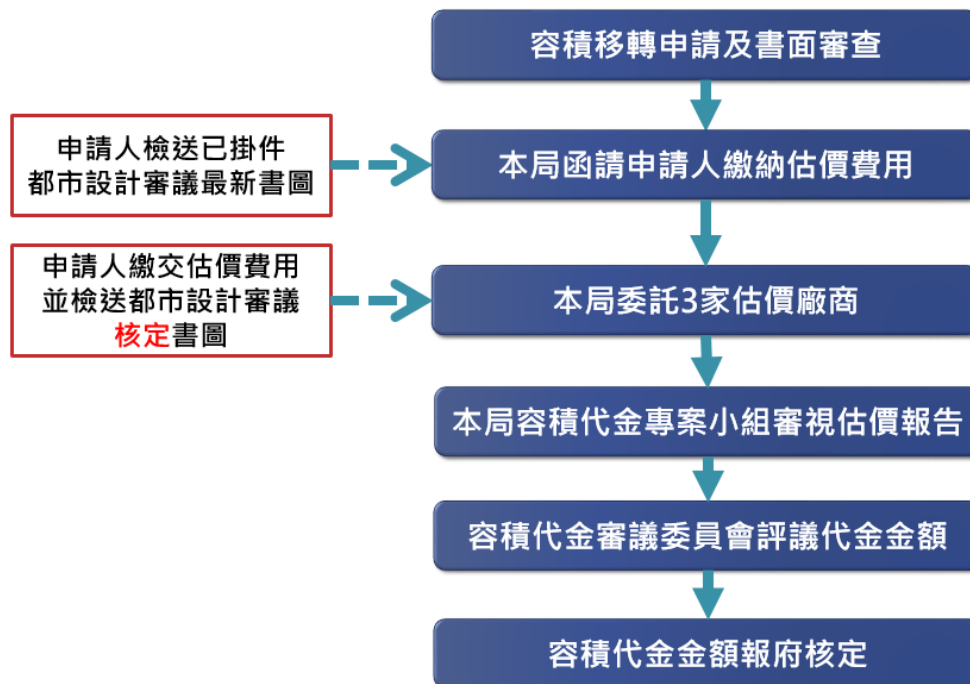 容積移轉申請及書面審查
申請人檢送已掛件
都市設計審議最新書圖
本局函請申請人繳納估價費用
申請人繳交估價費用
並檢送都市設計審議
核定書圖
本局委託3家估價廠商
本局容積代金專案小組審視估價報告
容積代金審議委員會評議代金金額
容積代金金額報府核定